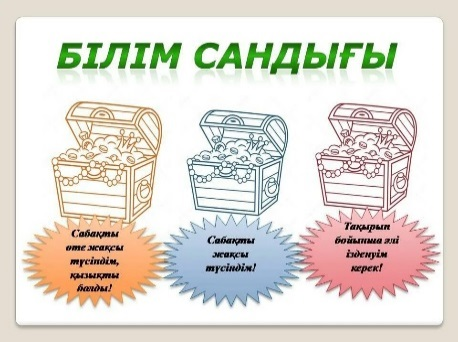 БІЛІМ САНДЫҒЫ
Сабақты
өте жақсы
түсіндім,
қызықты
болды!
Сабақты
жақсы
түсіндім!
Тақырып
бойынша әлі
ізденуім
керек!